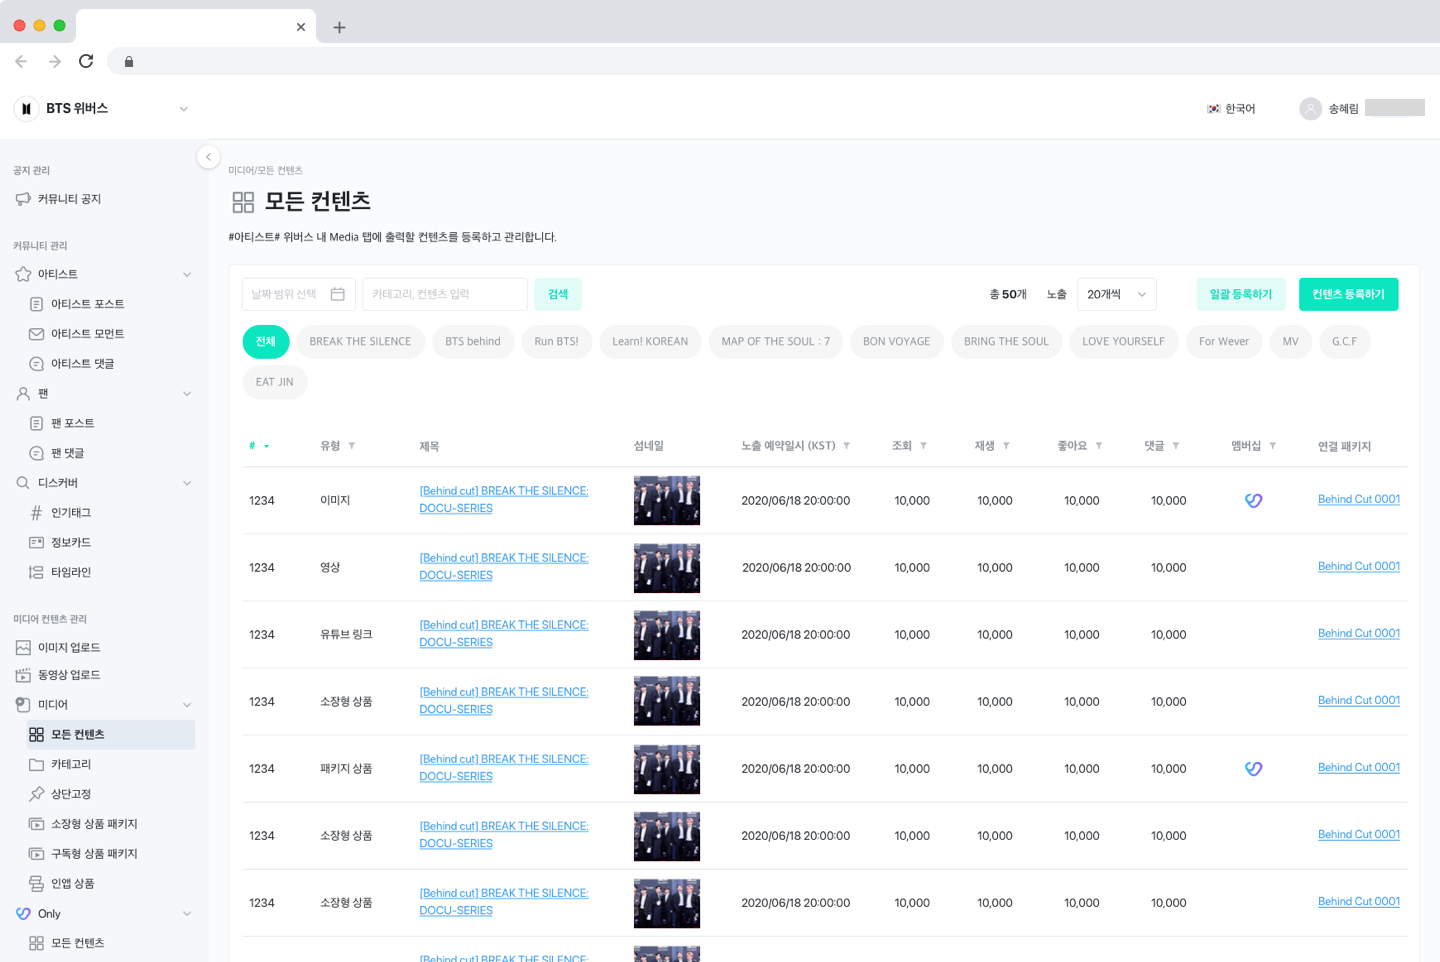 BTS 위버스
한국어
송혜림
공지 관리
커뮤니티 공지
커뮤니티 관리
아티스트
아티스트 포스트
아티스트 모먼트
아티스트 댓글
팬
팬 포스트
팬 댓글
디스커버
인기태그
정보카드
타임라인
미디어 컨텐츠 관리
이미지 업로드
동영상 업로드
미디어
모든 컨텐츠
카테고리
상단고정
소장형 상품 패키지
구독형 상품 패키지
인앱 상품
Only
모든 컨텐츠
미디어/모든 컨텐츠
모든 컨텐츠
#아티스트# 위버스 내 Media 탭에 출력할 컨텐츠를 등록하고 관리합니다.
날짜 범위 선택 카테고리, 컨텐츠 입력 검색 총 50개 노출 20개씩 일괄 등록하기 컨텐츠 등록하기
전체 BREAK THE SILENCE BTS behind Run BTS! Learn! KOREAN MAP OF THE SOUL : 7 BON VOYAGE BRING THE SOUL LOVE YOURSELF For Wever MV G.C.F
EAT JIN
# 유형 제목 섬네일 노출 예약일시 (KST) 조회 재생 좋아요 댓글 멤버십 연결 패키지
1234 이미지 [Behind cut] BREAK THE SILENCE: 2020/06/18 20:00:00 10,000 10,000 10,000 10,000 Behind Cut 0001
DOCU-SERIES
1234 영상 [Behind cut] BREAK THE SILENCE: 2020/06/18 20:00:00 10,000 10,000 10,000 10,000 Behind Cut 0001
DOCU-SERIES
1234 유튜브 링크 [Behind cut] BREAK THE SILENCE: 2020/06/18 20:00:00 10,000 10,000 10,000 10,000 Behind Cut 0001
DOCU-SERIES
1234 소장형 상품 [Behind cut] BREAK THE SILENCE: 2020/06/18 20:00:00 10,000 10,000 10,000 10,000 Behind Cut 0001
DOCU-SERIES
1234 패키지 상품 [Behind cut] BREAK THE SILENCE: 2020/06/18 20:00:00 10,000 10,000 10,000 10,000 Behind Cut 0001
DOCU-SERIES
1234 소장형 상품 [Behind cut] BREAK THE SILENCE: 2020/06/18 20:00:00 10,000 10,000 10,000 10,000 Behind Cut 0001
DOCU-SERIES
1234 소장형 상품 [Behind cut] BREAK THE SILENCE: 2020/06/18 20:00:00 10,000 10,000 10,000 10,000 Behind Cut 0001
DOCU-SERIES
[Behind cut] BREAK THE SILENCE: